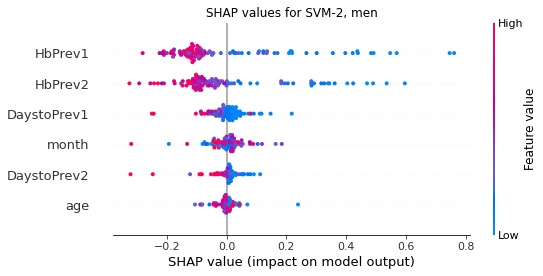 SHAP values for SVM-2, men
High
HbPrev1
HbPrev2
DaystoPrev1
month
DaystoPrev2
age
Feature value
Low
−0.2 0.0 0.2 0.4 0.6 0.8
SHAP value (impact on model output)